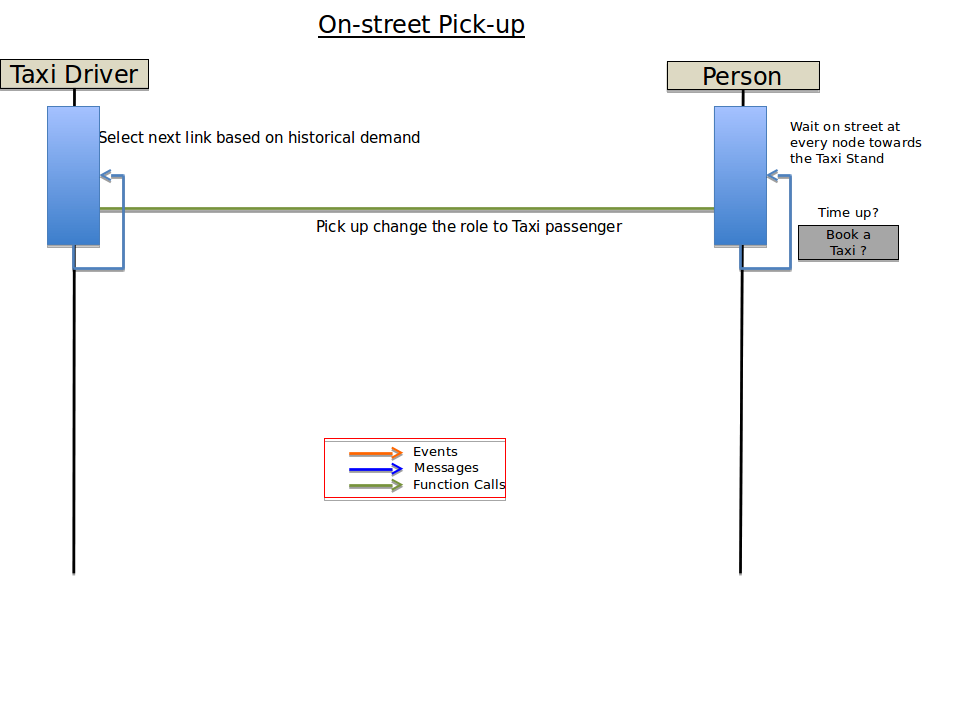 On-street Pick-up
Taxi Driver
Person
Select next link based on historical demand
Wait on street at
every node towards
the Taxi Stand
Time up?
Book a
Taxi ?
Pick up change the role to Taxi passenger
Events
Messages
Function Calls